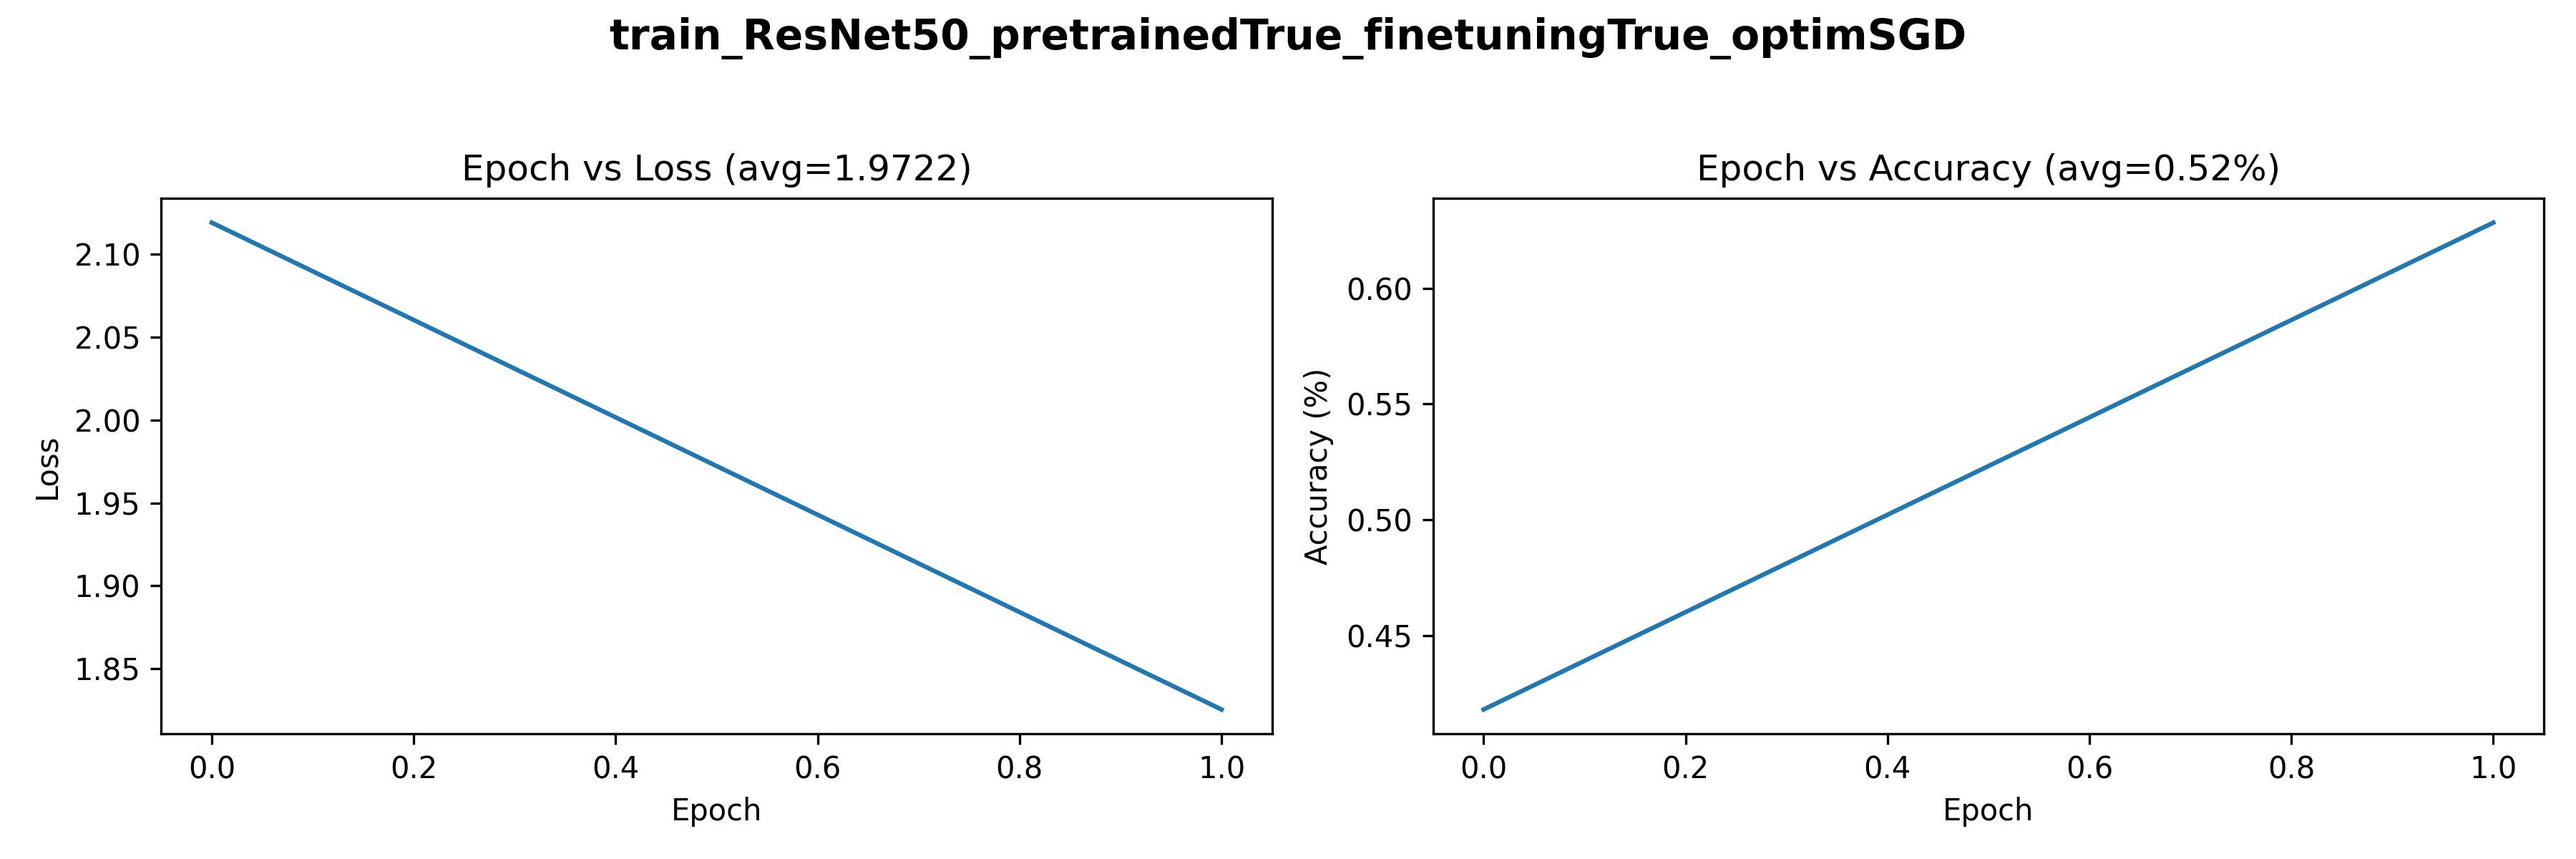 train_ResNet50_pretrainedTrue_finetuningTrue_optimSGD
Epoch vs Loss (avg=1.9722)
Loss
2.10
2.05
2.00
1.95
1.90
1.85
0.0 0.2 0.4 0.6 0.8 1.0
Epoch
Epoch vs Accuracy (avg=0.52%)
Accuracy (%)
0.60
0.55
0.50
0.45
0.0 0.2 0.4 0.6 0.8 1.0
Epoch